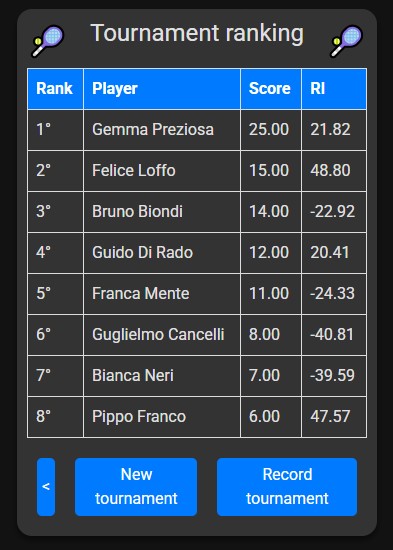 Tournament ranking
Rank Player Score RI
1° Gemma Preziosa 25.00 21.82
2° Felice Loffo 15.00 48.80
3° Bruno Biondi 14.00 -22.92
4° Guido Di Rado 12.00 20.41
5° Franca Mente 11.00 -24.33
6° Guglielmo Cancelli 8.00 -40.81
7° Bianca Neri 7.00 -39.59
8° Pippo Franco 6.00 47.57
<
New
tournament
Record
tournament